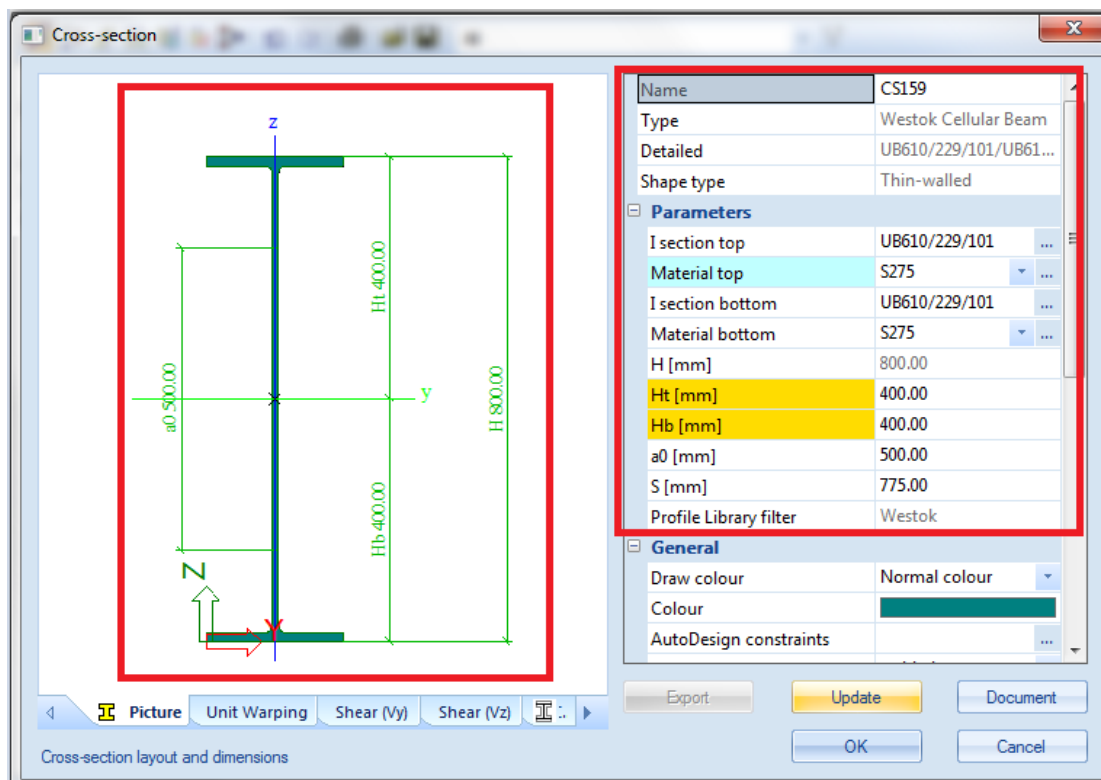 Cross-section
z
Ht 400.00
a0 500.00
H 800.00
y
Hb 400.00
Z
Y
Name CS159
Type Westok Cellular Beam
Detailed UB610/229/101/UB61...
Shape type Thin-walled
Parameters
I section top UB610/229/101 ...
Material top S275 ...
I section bottom UB610/229/101 ...
Material bottom S275 ...
H [mm] 800.00
Ht [mm] 400.00
Hb [mm] 400.00
a0 [mm] 500.00
S [mm] 775.00
Profile Library filter Westok
General
Draw colour Normal colour
Colour
AutoDesign constraints ...
Picture Unit Warping Shear (Vy) Shear (Vz)
Export Update Document
OK Cancel
Cross-section layout and dimensions